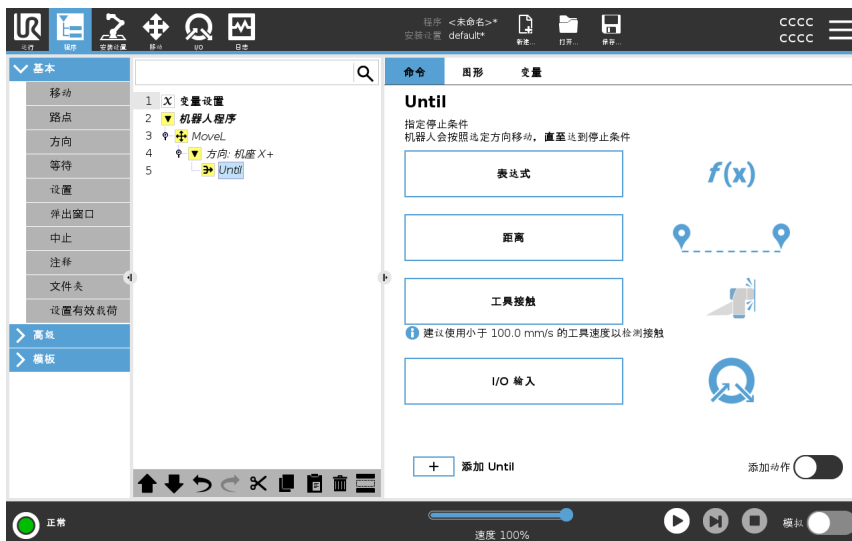 程序 <未命名>*
安装设置 default*
cccc
cccc
运行
程序
安装设置
移动
I/O
日志
新建...
打开...
保存...
基本
移动
路点
方向
等待
设置
弹出窗口
中止
注释
文件夹
设置有效载荷
高级
模板
1 X 变量设置
2 机器人程序
3 MoveL
4 方向: 机座 X+
5 Until
命令 图形 变量
Until
指定停止条件
机器人会按照选定方向移动，直至达到停止条件
表达式
f(x)
距离
工具接触
建议使用小于 100.0 mm/s 的工具速度以检测接触
I/O 输入
+ 添加 Until
添加动作
正常
速度 100%
模拟